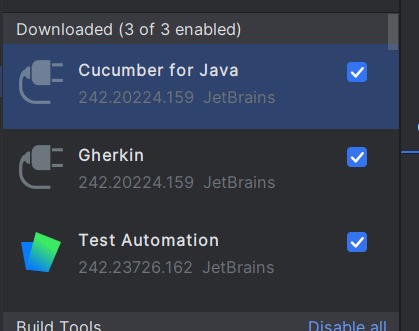 Downloaded (3 of 3 enabled)
Cucumber for Java
242.20224.159 JetBrains
Gherkin
242.20224.159 JetBrains
Test Automation
242.23726.162 JetBrains
Build Tools Disable all